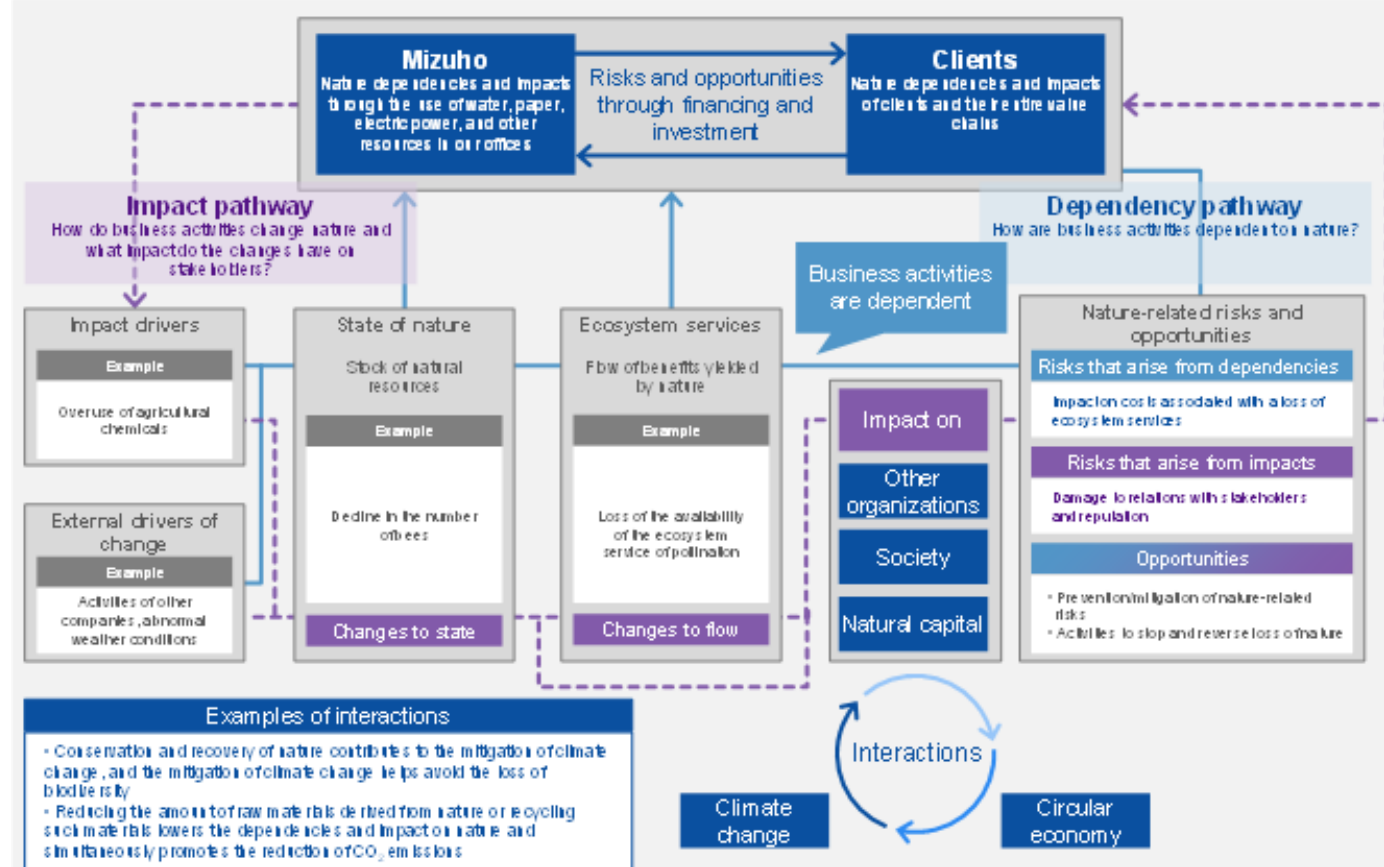 Mizuho
Nature dependencies and impacts
through the use of water, paper,
electric power, and other
resources in our offices
Risks and opportunities
through financing and
investment
Clients
Nature dependencies and impacts
of clients and their entire value
chains
Impact pathway
How do business activities change nature and
what impact do the changes have on
stakeholders?
Dependency pathway
How are business activities dependent on nature?
Business activities
are dependent
Impact drivers
Example
Overuse of agricultural
chemicals
External drivers of
change
Example
Activities of other
companies, abnormal
weather conditions
State of nature
Stock of natural
resources
Example
Decline in the number
of bees
Changes to state
Ecosystem services
Flow of benefits yielded
by nature
Example
Loss of the availability
of the ecosystem
service of pollination
Changes to flow
Impact on
Other
organizations
Society
Natural capital
Nature-related risks and
opportunities
Risks that arise from dependencies
Impact on costs associated with a loss of
ecosystem services
Risks that arise from impacts
Damage to relations with stakeholders
and reputation
Opportunities
• Prevention/mitigation of nature-related
risks
• Activities to stop and reverse loss of nature
Examples of interactions
• Conservation and recovery of nature contributes to the mitigation of climate
change, and the mitigation of climate change helps avoid the loss of
biodiversity
• Reducing the amount of raw materials derived from nature or recycling
such materials lowers the dependencies and impact on nature and
simultaneously promotes the reduction of CO₂ emissions
Interactions
Climate
change
Circular
economy